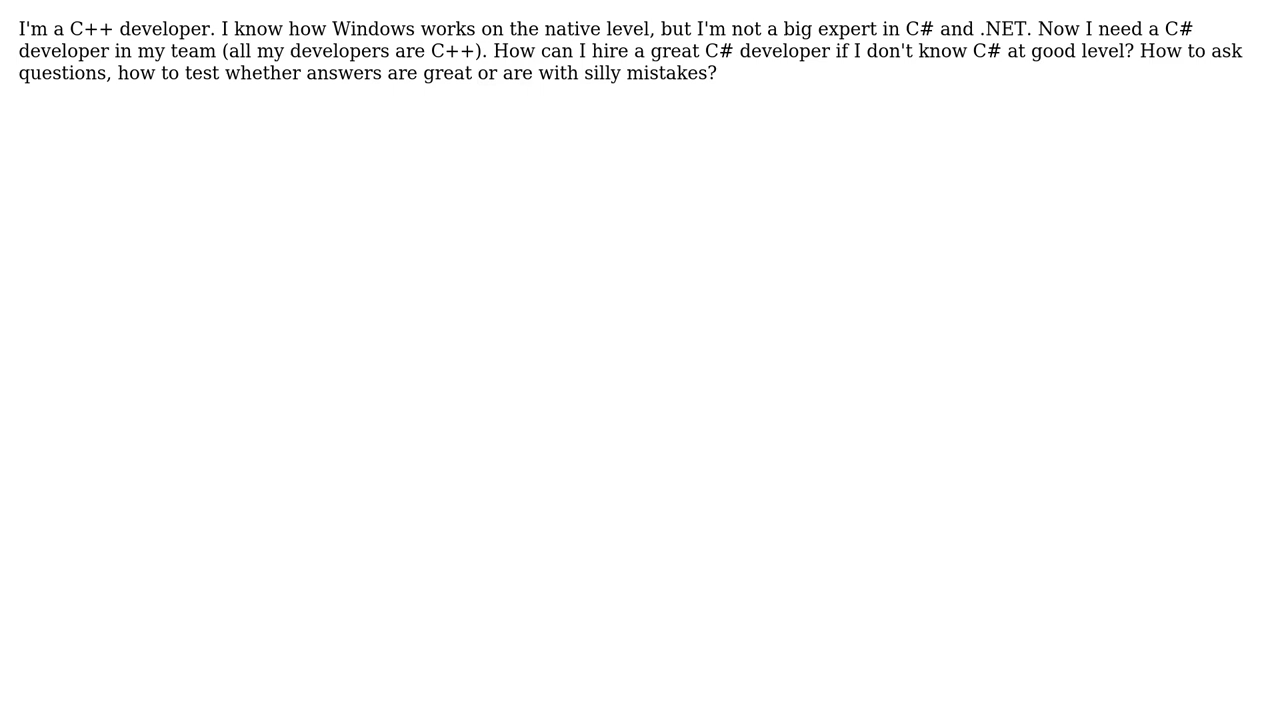 I'm a C++ developer. I know how Windows works on the native level, but I'm not a big expert in C# and .NET. Now I need a C#
developer in my team (all my developers are C++). How can I hire a great C# developer if I don't know C# at good level? How to ask
questions, how to test whether answers are great or are with silly mistakes?